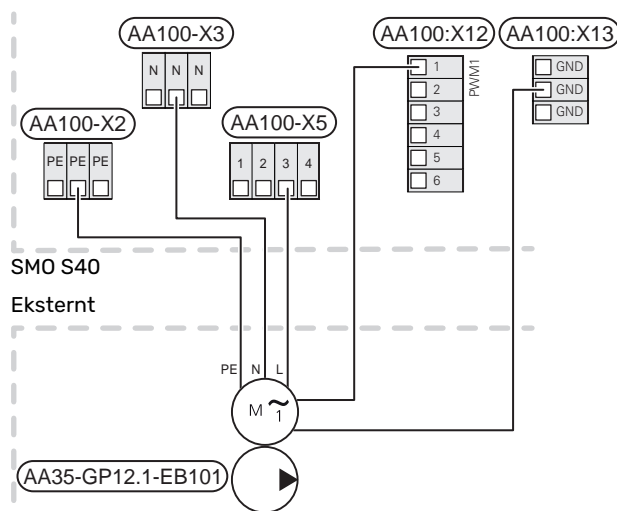 AA100-X3
AA100:X12
AA100:X13
N N N
1 PWM1
2
3
4
5
6
GND
GND
GND
AA100-X2
AA100-X5
PE PE PE
1 2 3 4
SMO S40
Eksternt
PE N L
M ~ 1
AA35-GP12.1-EB101